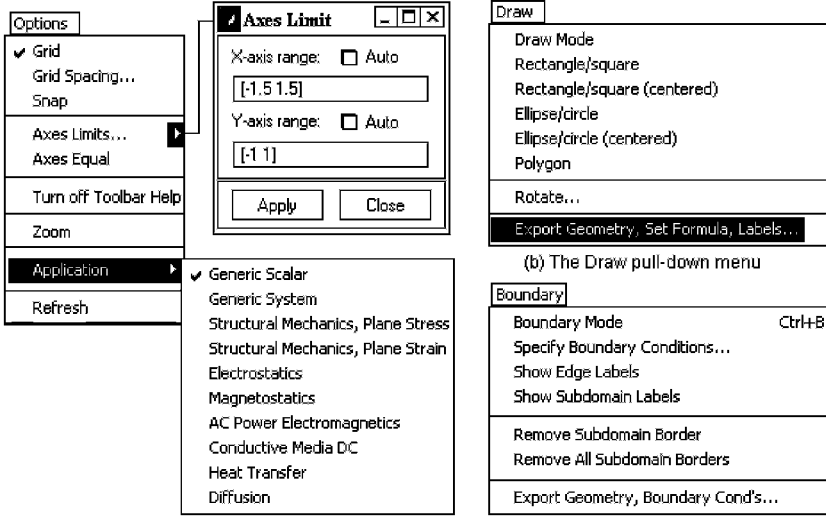 Options
Grid
Grid Spacing...
Snap
Axes Limits...
Axes Equal
Turn off Toolbar Help
Zoom
Application
Refresh
Axes Limit
X-axis range: Auto
[-1.5 1.5]
Y-axis range: Auto
[-1 1]
Apply Close
Generic Scalar
Generic System
Structural Mechanics, Plane Stress
Structural Mechanics, Plane Strain
Electrostatics
Magnetostatics
AC Power Electromagnetics
Conductive Media DC
Heat Transfer
Diffusion
Draw
Draw Mode
Rectangle/square
Rectangle/square (centered)
Ellipse/circle
Ellipse/circle (centered)
Polygon
Rotate...
Export Geometry, Set Formula, Labels...
(b) The Draw pull-down menu
Boundary
Boundary Mode Ctrl+B
Specify Boundary Conditions...
Show Edge Labels
Show Subdomain Labels
Remove Subdomain Border
Remove All Subdomain Borders
Export Geometry, Boundary Cond's...